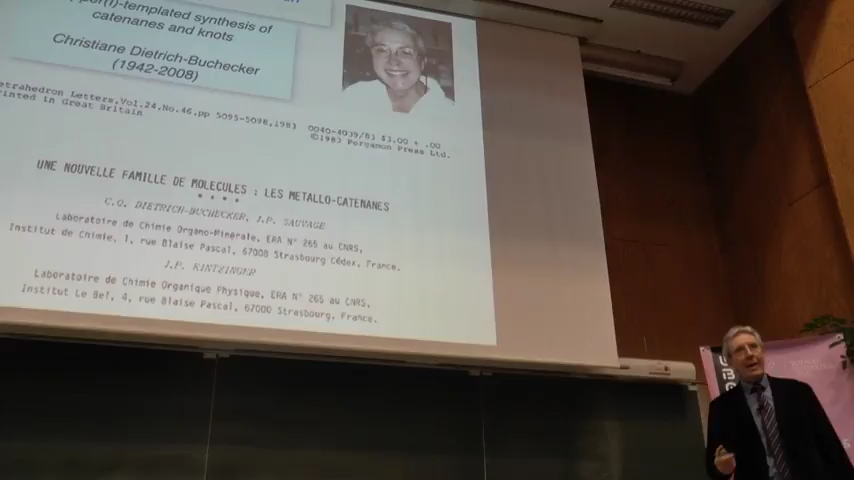 (I)-templated synthesis of
catenanes and knots
Christiane Dietrich-Buchecker
(1942-2008)
etrahedron Letters,Vol.24,No.46,pp 5095-5098,1983
0040-4039/83 $3.00 + .00
inted in Great Britain
©1983 Pergamon Press Ltd.
UNE NOUVELLE FAMILLE DE MOLECULES : LES METALLO-CATENANES
* * * *
C.O. DIETRICH-BUCHECKER, J.P. SAUVAGE
Laboratoire de Chimie Organo-Minérale, ERA N° 265 au CNRS,
Institut de Chimie, 1, rue Blaise Pascal, 67008 Strasbourg Cédex, France.
J.P. KINTZINGER
Laboratoire de Chimie Organique Physique, ERA N° 265 au CNRS,
Institut Le Bel, 4, rue Blaise Pascal, 67000 Strasbourg, France.